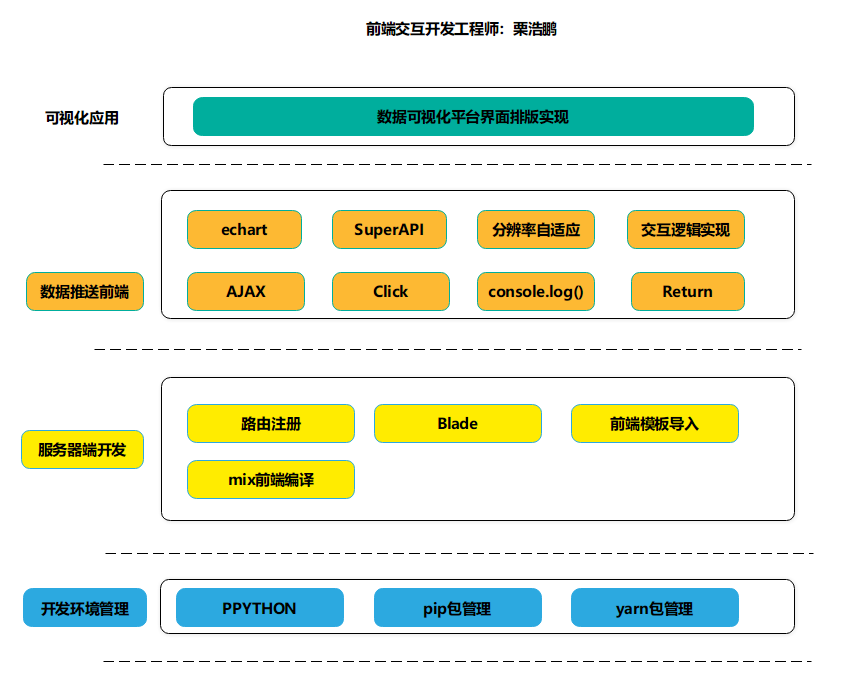 前端交互开发工程师：栗浩鹏
可视化应用
数据可视化平台界面排版实现
echart
SuperAPI
分辨率自适应
交互逻辑实现
数据推送前端
AJAX
Click
console.log()
Return
路由注册
Blade
前端模板导入
服务器端开发
mix前端编译
开发环境管理
PPYTHON
pip包管理
yarn包管理